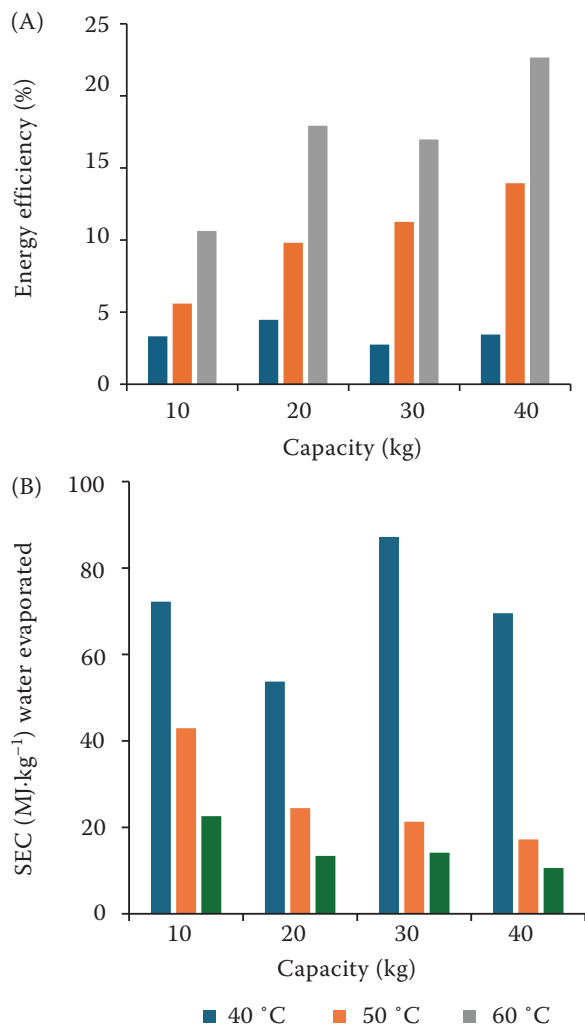 (A)
Energy efficiency (%)
25
20
15
10
5
0
10 20 30 40
Capacity (kg)
(B)
SEC (MJ·kg⁻¹) water evaporated
100
80
60
40
20
0
10 20 30 40
Capacity (kg)
40 ˚C 50 ˚C 60 ˚C